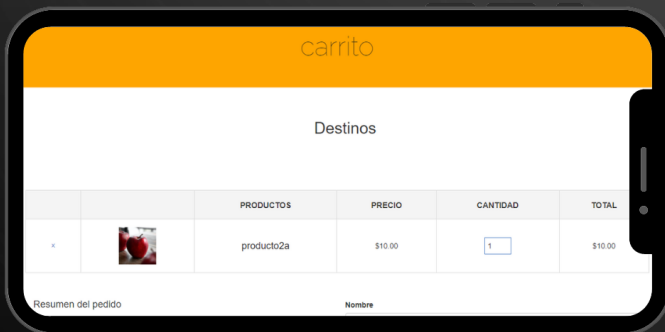 carrito
Destinos
PRODUCTOS PRECIO CANTIDAD TOTAL
× producto2a $10.00 1 $10.00
Resumen del pedido Nombre